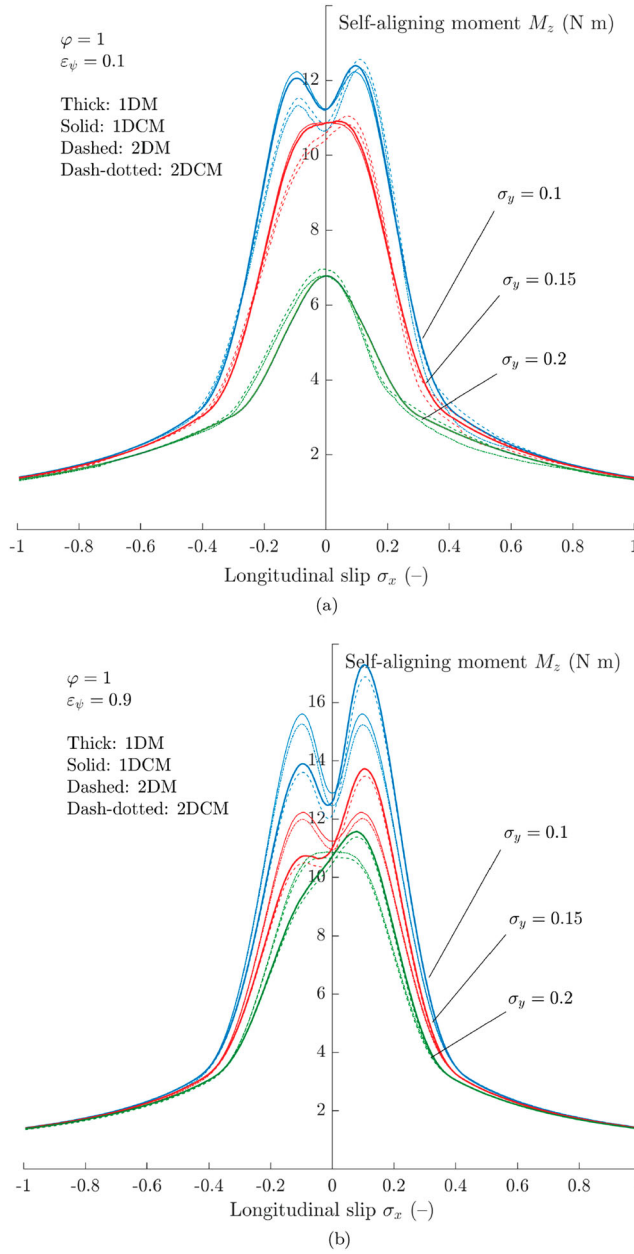 Self-aligning moment M_z (N m)
φ = 1
ε_ψ = 0.1
Thick: 1DM
Solid: 1DCM
Dashed: 2DM
Dash-dotted: 2DCM
12
10
8
6
4
2
σ_y = 0.1
σ_y = 0.15
σ_y = 0.2
-1 -0.8 -0.6 -0.4 -0.2 0 0.2 0.4 0.6 0.8 1
Longitudinal slip σ_x (–)
(a)
Self-aligning moment M_z (N m)
φ = 1
ε_ψ = 0.9
Thick: 1DM
Solid: 1DCM
Dashed: 2DM
Dash-dotted: 2DCM
16
14
12
10
8
6
4
2
σ_y = 0.1
σ_y = 0.15
σ_y = 0.2
-1 -0.8 -0.6 -0.4 -0.2 0 0.2 0.4 0.6 0.8
Longitudinal slip σ_x (–)
(b)